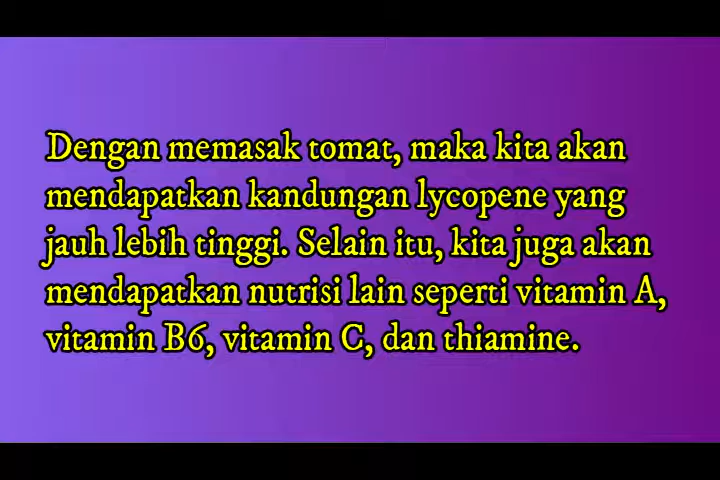 Dengan memasak tomat, maka kita akan
mendapatkan kandungan lycopene yang
jauh lebih tinggi. Selain itu, kita juga akan
mendapatkan nutrisi lain seperti vitamin A,
vitamin B6, vitamin C, dan thiamine.